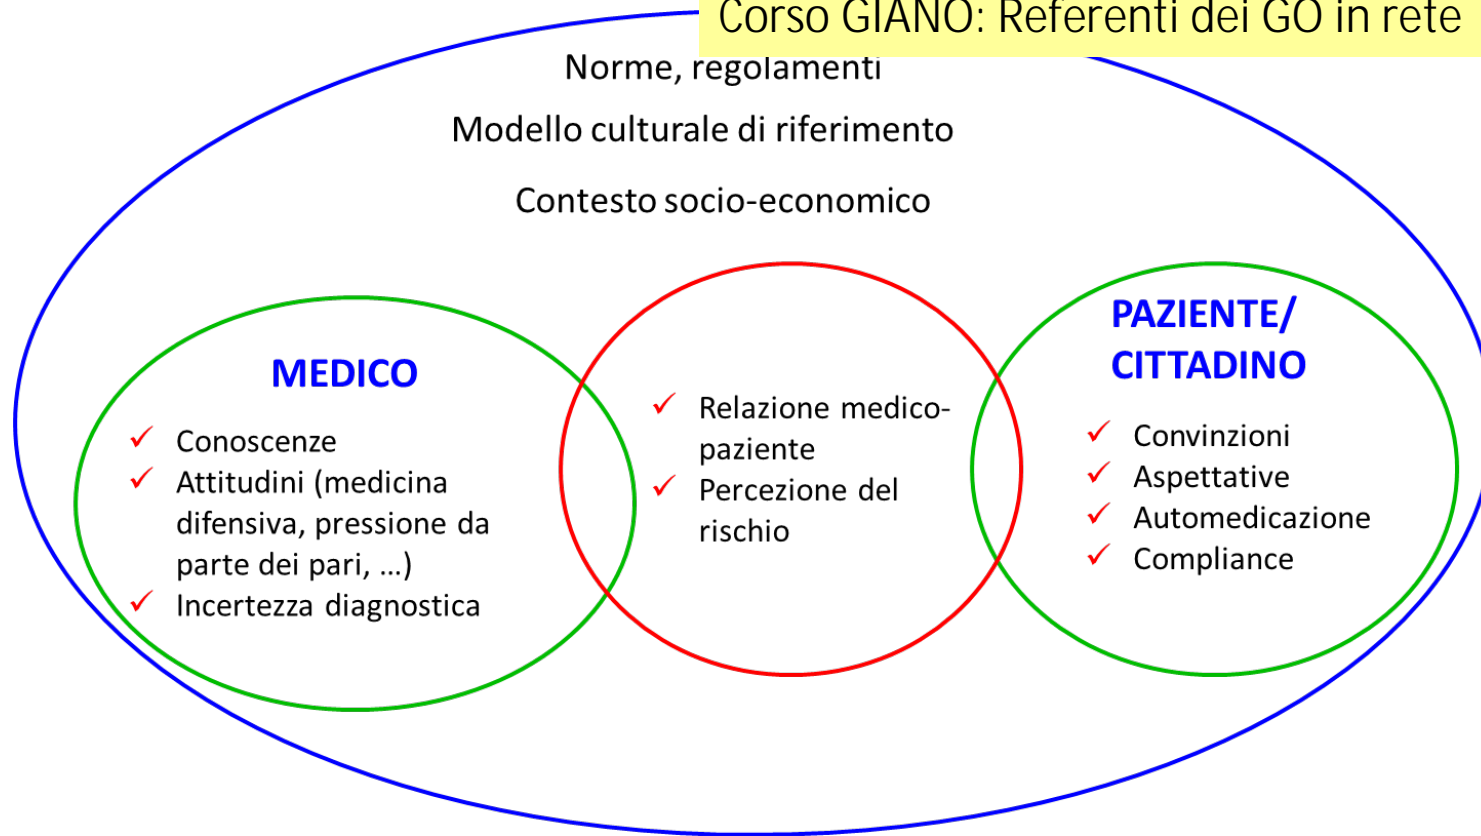 Corso GIANO: Referenti dei GO in rete
Norme, regolamenti
Modello culturale di riferimento
Contesto socio-economico
MEDICO
✓ Conoscenze
✓ Attitudini (medicina
difensiva, pressione da
parte dei pari, …)
✓ Incertezza diagnostica
✓ Relazione medico-
paziente
✓ Percezione del
rischio
PAZIENTE/
CITTADINO
✓ Convinzioni
✓ Aspettative
✓ Automedicazione
✓ Compliance